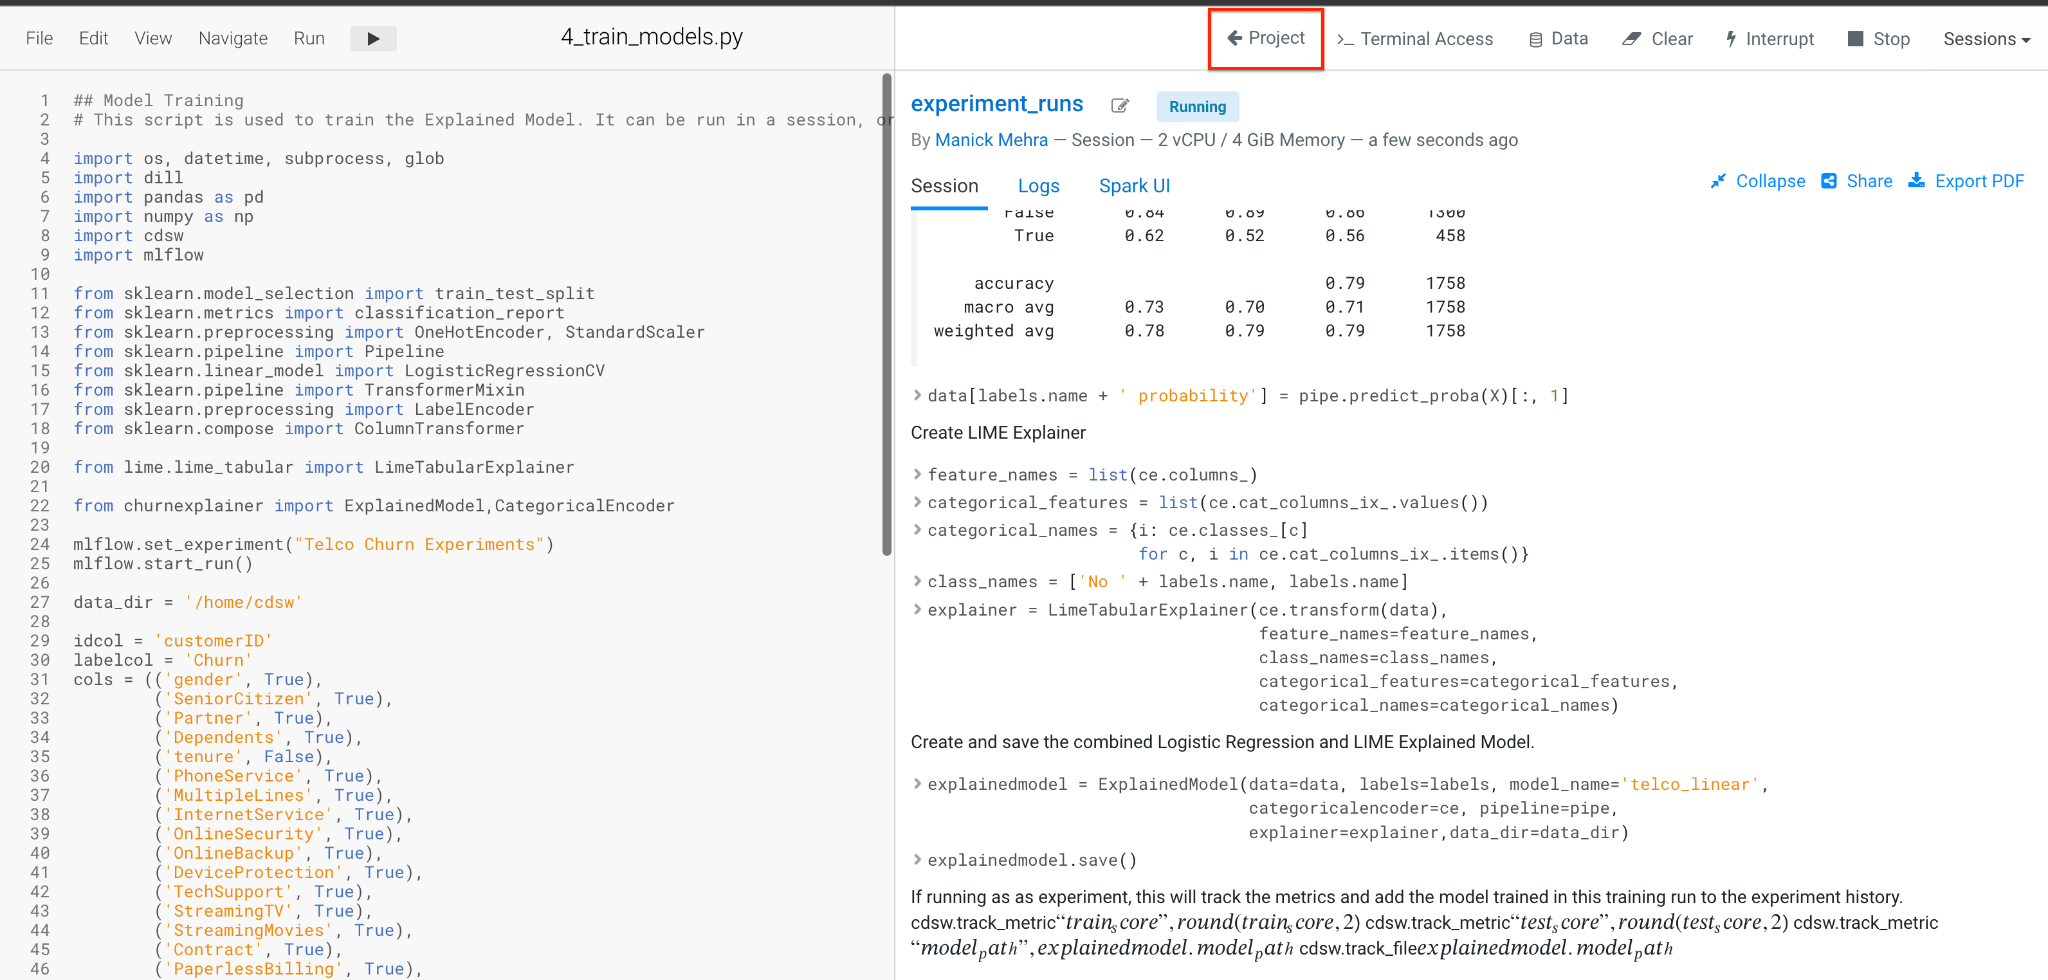 File Edit View Navigate Run
4_train_models.py
Project
Terminal Access
Data
Clear
Interrupt
Stop
Sessions
1 ## Model Training
2 # This script is used to train the Explained Model. It can be run in a session, or
3
4 import os, datetime, subprocess, glob
5 import dill
6 import pandas as pd
7 import numpy as np
8 import cdsw
9 import mlflow
10
11 from sklearn.model_selection import train_test_split
12 from sklearn.metrics import classification_report
13 from sklearn.preprocessing import OneHotEncoder, StandardScaler
14 from sklearn.pipeline import Pipeline
15 from sklearn.linear_model import LogisticRegressionCV
16 from sklearn.pipeline import TransformerMixin
17 from sklearn.preprocessing import LabelEncoder
18 from sklearn.compose import ColumnTransformer
19
20 from lime.lime_tabular import LimeTabularExplainer
21
22 from churnexplainer import ExplainedModel,CategoricalEncoder
23
24 mlflow.set_experiment("Telco Churn Experiments")
25 mlflow.start_run()
26
27 data_dir = '/home/cdsw'
28
29 idcol = 'customerID'
30 labelcol = 'Churn'
31 cols = (('gender', True),
32 ('SeniorCitizen', True),
33 ('Partner', True),
34 ('Dependents', True),
35 ('tenure', False),
36 ('PhoneService', True),
37 ('MultipleLines', True),
38 ('InternetService', True),
39 ('OnlineSecurity', True),
40 ('OnlineBackup', True),
41 ('DeviceProtection', True),
42 ('TechSupport', True),
43 ('StreamingTV', True),
44 ('StreamingMovies', True),
45 ('Contract', True),
46 ('PaperlessBilling', True),
experiment_runs
Running
By Manick Mehra — Session — 2 vCPU / 4 GiB Memory — a few seconds ago
Session Logs Spark UI
Collapse Share Export PDF
False 0.84 0.89 0.86 1300
True 0.62 0.52 0.56 458
accuracy 0.79 1758
macro avg 0.73 0.70 0.71 1758
weighted avg 0.78 0.79 0.79 1758
data[labels.name + ' probability'] = pipe.predict_proba(X)[:, 1]
Create LIME Explainer
feature_names = list(ce.columns_)
categorical_features = list(ce.cat_columns_ix_.values())
categorical_names = {i: ce.classes_[c]
for c, i in ce.cat_columns_ix_.items()}
class_names = ['No ' + labels.name, labels.name]
explainer = LimeTabularExplainer(ce.transform(data),
feature_names=feature_names,
class_names=class_names,
categorical_features=categorical_features,
categorical_names=categorical_names)
Create and save the combined Logistic Regression and LIME Explained Model.
explainedmodel = ExplainedModel(data=data, labels=labels, model_name='telco_linear',
categoricalencoder=ce, pipeline=pipe,
explainer=explainer,data_dir=data_dir)
explainedmodel.save()
If running as as experiment, this will track the metrics and add the model trained in this training run to the experiment history.
cdsw.track_metric“trainₛcore”, round(trainₛcore, 2) cdsw.track_metric“testₛcore”, round(testₛcore, 2) cdsw.track_metric
“modelₚath”, explainedmodel. modelₚath cdsw.track_fileexplainedmodel. modelₚath